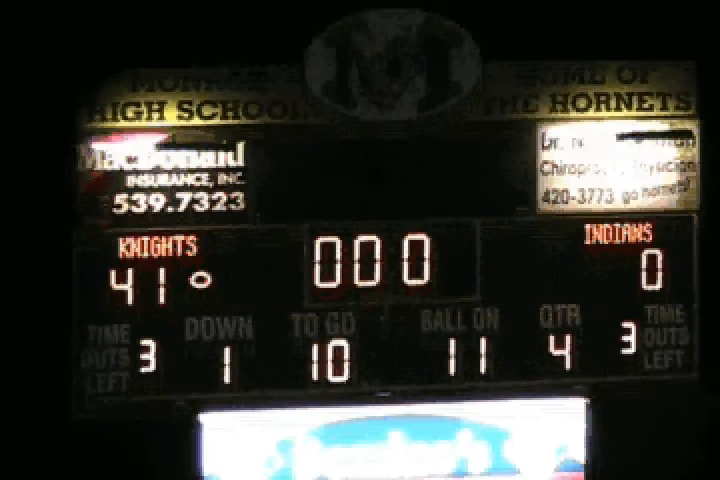 HIGH SCHOOL
HOME OF
THE HORNETS
MacDonald
INSURANCE, INC.
539.7323
Dr.
Chiropractic Physician
420-3773 go hornets!
KNIGHTS
INDIANS
41
000
0
DOWN
TO GO
BALL ON
QTR
TIME
OUTS
LEFT
3
1
10
11
4
3
TIME
OUTS
LEFT